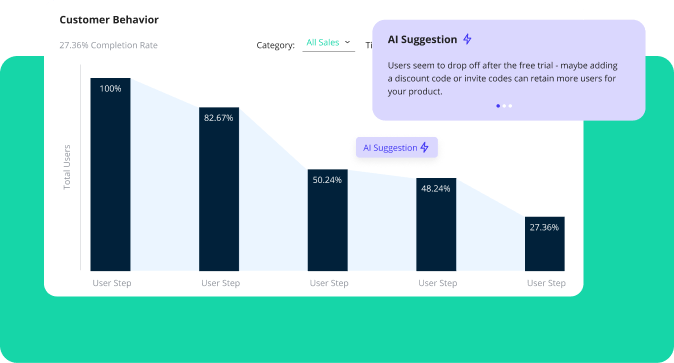 Customer Behavior
27.36% Completion Rate
Category: All Sales
AI Suggestion
Users seem to drop off after the free trial - maybe adding
a discount code or invite codes can retain more users for
your product.
100%
82.67%
AI Suggestion
50.24%
48.24%
27.36%
Total Users
User Step User Step User Step User Step User Step